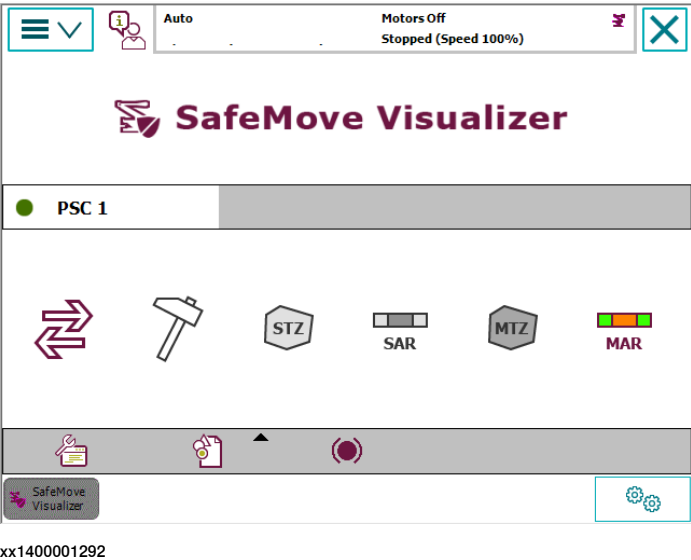 Auto
Motors Off
Stopped (Speed 100%)
SafeMove Visualizer
PSC 1
STZ
SAR
MTZ
MAR
SafeMove
Visualizer
xx1400001292